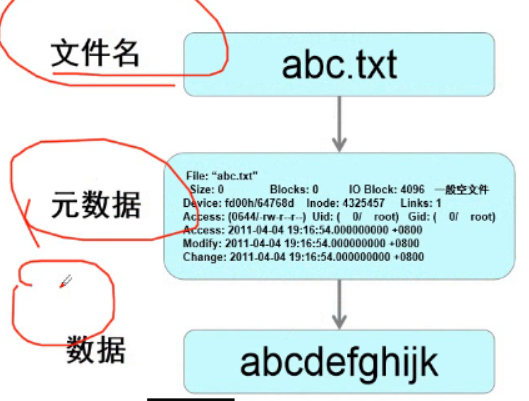 文件名
abc.txt
元数据
File: “abc.txt”
Size: 0 Blocks: 0 IO Block: 4096 一般空文件
Device: fd00h/64768d Inode: 4325457 Links: 1
Access: (0644/-rw-r--r--) Uid: ( 0/ root) Gid: ( 0/ root)
Access: 2011-04-04 19:16:54.000000000 +0800
Modify: 2011-04-04 19:16:54.000000000 +0800
Change: 2011-04-04 19:16:54.000000000 +0800
数据
abcdefghijk